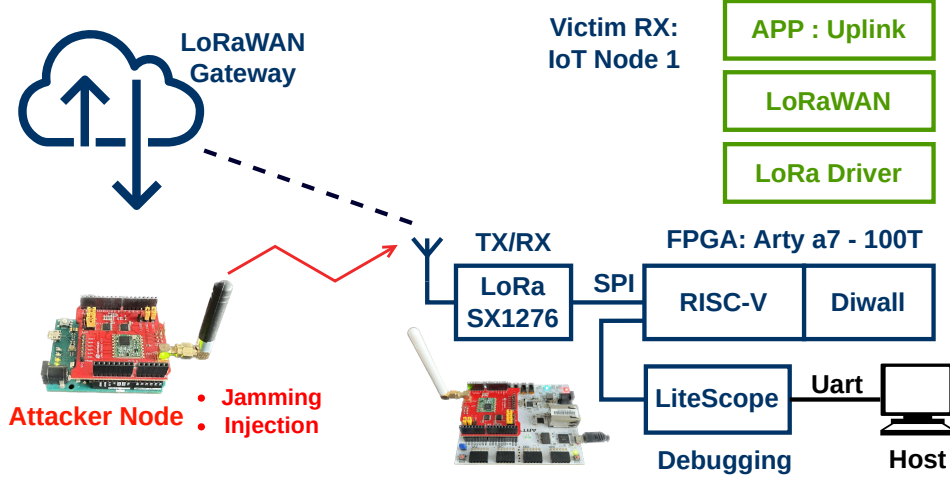 LoRaWAN
Gateway
Victim RX:
IoT Node 1
APP : Uplink
LoRaWAN
LoRa Driver
TX/RX
FPGA: Arty a7 - 100T
LoRa
SX1276
SPI
RISC-V
Diwall
Attacker Node
• Jamming
• Injection
LiteScope
Uart
Debugging
Host